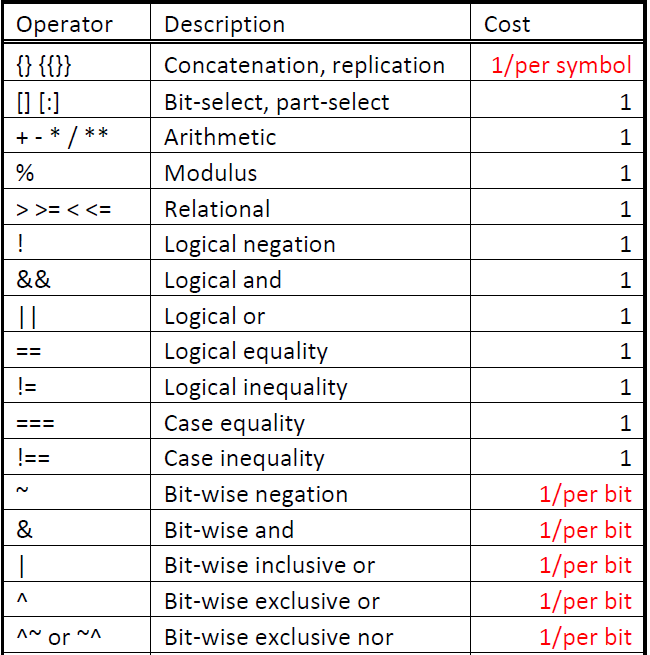 Operator Description Cost
{} {{}} Concatenation, replication 1/per symbol
[] [:] Bit-select, part-select 1
+ - * / ** Arithmetic 1
% Modulus 1
> >= < <= Relational 1
! Logical negation 1
&& Logical and 1
|| Logical or 1
== Logical equality 1
!= Logical inequality 1
=== Case equality 1
!== Case inequality 1
~ Bit-wise negation 1/per bit
& Bit-wise and 1/per bit
| Bit-wise inclusive or 1/per bit
^ Bit-wise exclusive or 1/per bit
^~ or ~^ Bit-wise exclusive nor 1/per bit